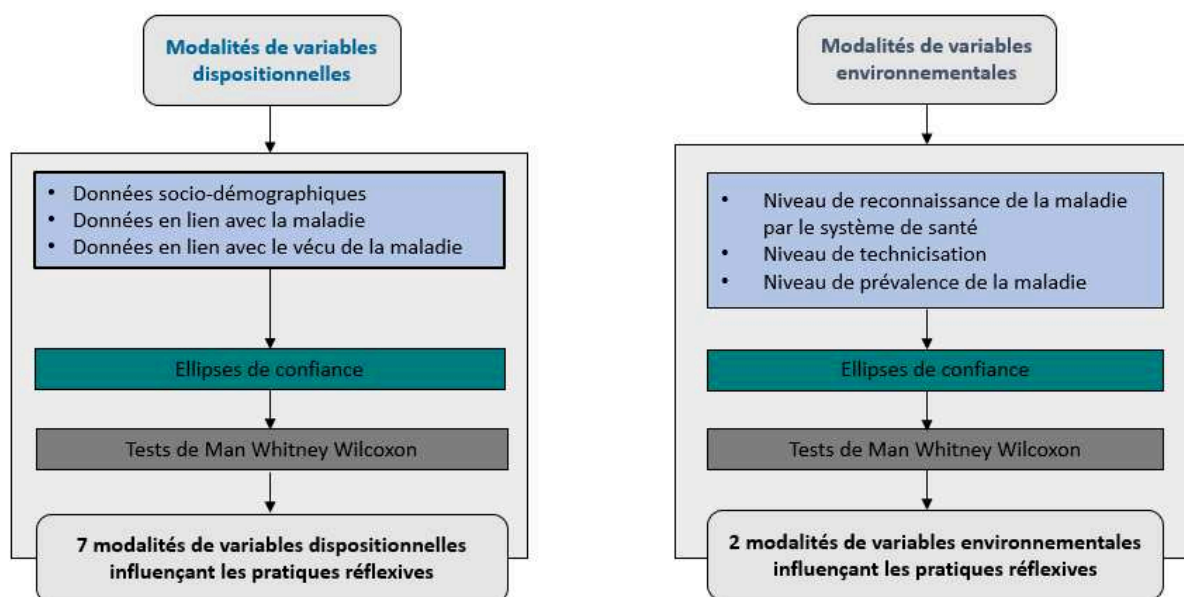 Modalités de variables
dispositionnelles
• Données socio-démographiques
• Données en lien avec la maladie
• Données en lien avec le vécu de la maladie
Ellipses de confiance
Tests de Man Whitney Wilcoxon
7 modalités de variables dispositionnelles
influençant les pratiques réflexives
Modalités de variables
environnementales
• Niveau de reconnaissance de la maladie
par le système de santé
• Niveau de technicisation
• Niveau de prévalence de la maladie
Ellipses de confiance
Tests de Man Whitney Wilcoxon
2 modalités de variables environnementales
influençant les pratiques réflexives